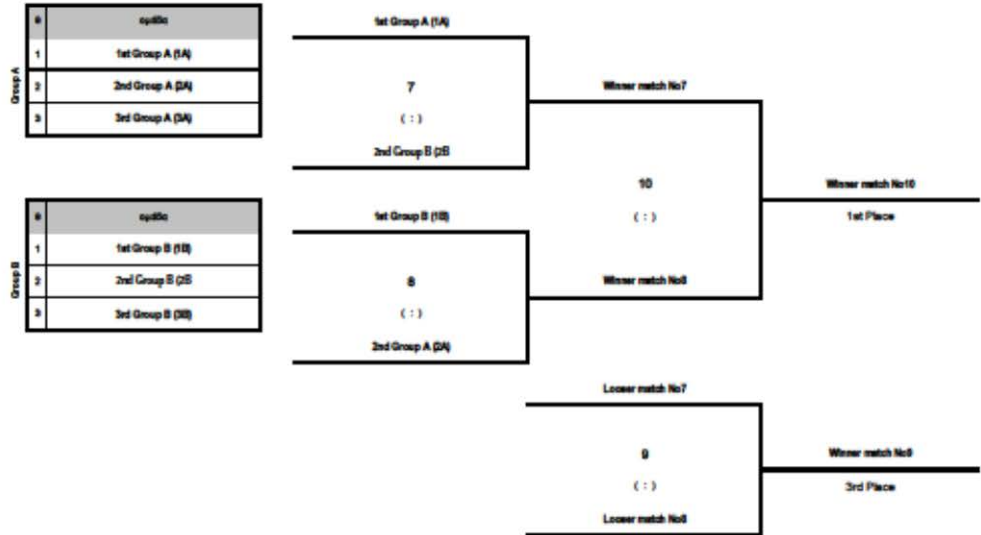 Group A
θ ομάδα
1 1st Group A (1A)
2 2nd Group A (2A)
3 3rd Group A (3A)
Group B
θ ομάδα
1 1st Group B (1B)
2 2nd Group B (2B
3 3rd Group B (3B)
1st Group A (1A)
7
( : )
2nd Group B (2B
1st Group B (1B)
8
( : )
2nd Group A (2A)
Winner match No7
10
( : )
Winner match No8
Looser match No7
9
( : )
Looser match No8
Winner match No10
1st Place
Winner match No9
3rd Place